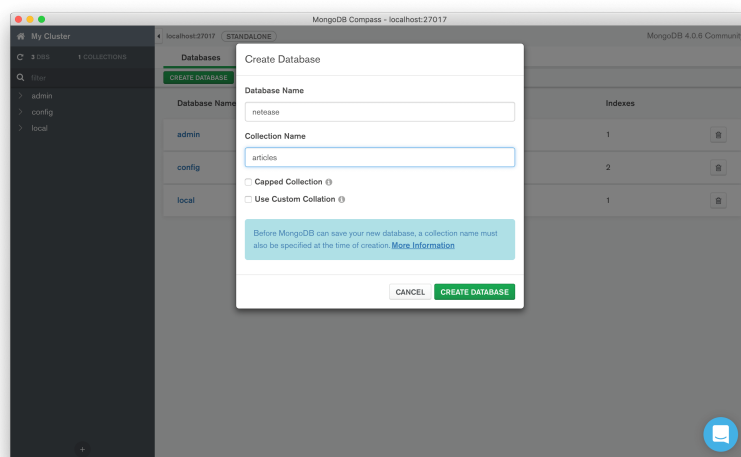 MongoDB Compass - localhost:27017
My Cluster
localhost:27017 STANDALONE
MongoDB 4.0.6 Communit
3 DBS 1 COLLECTIONS
filter
admin
config
local
Databases
CREATE DATABASE
Database Name
Indexes
admin
1
config
2
local
1
Create Database
Database Name
netease
Collection Name
articles
Capped Collection
Use Custom Collation
Before MongoDB can save your new database, a collection name must
also be specified at the time of creation. More Information
CANCEL CREATE DATABASE